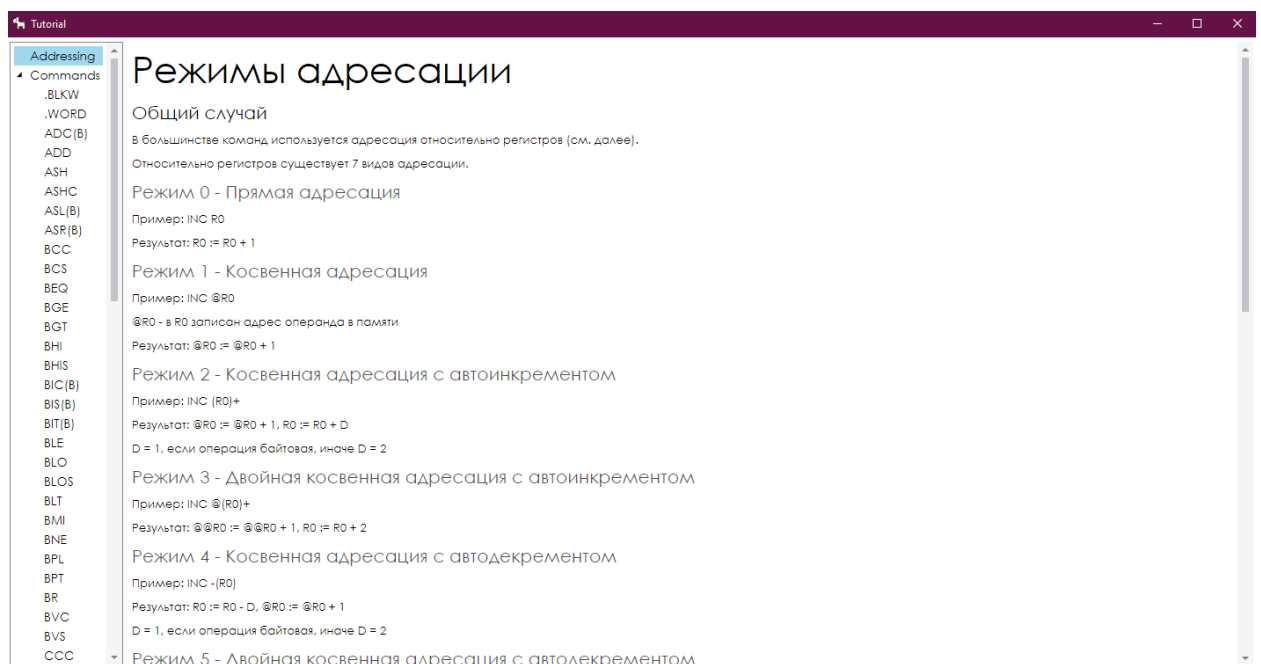 Tutorial
Addressing
Commands
.BLKW
.WORD
ADC(B)
ADD
ASH
ASHC
ASL(B)
ASR(B)
BCC
BCS
BEQ
BGE
BGT
BHI
BHIS
BIC(B)
BIS(B)
BIT(B)
BLE
BLO
BLOS
BLT
BMI
BNE
BPL
BPT
BR
BVC
BVS
CCC
Режимы адресации
Общий случай
В большинстве команд используется адресация относительно регистров (см. далее).
Относительно регистров существует 7 видов адресации.
Режим 0 - Прямая адресация
Пример: INC R0
Результат: R0 := R0 + 1
Режим 1 - Косвенная адресация
Пример: INC @R0
@R0 - в R0 записан адрес операнда в памяти
Результат: @R0 := @R0 + 1
Режим 2 - Косвенная адресация с автоинкрементом
Пример: INC (R0)+
Результат: @R0 := @R0 + 1, R0 := R0 + D
D = 1, если операция байтовая, иначе D = 2
Режим 3 - Двойная косвенная адресация с автоинкрементом
Пример: INC @(R0)+
Результат: @@R0 := @@R0 + 1, R0 := R0 + 2
Режим 4 - Косвенная адресация с автодекрементом
Пример: INC -(R0)
Результат: R0 := R0 - D, @R0 := @R0 + 1
D = 1, если операция байтовая, иначе D = 2
Режим 5 - Двойная косвенная адресация с автодекрементом